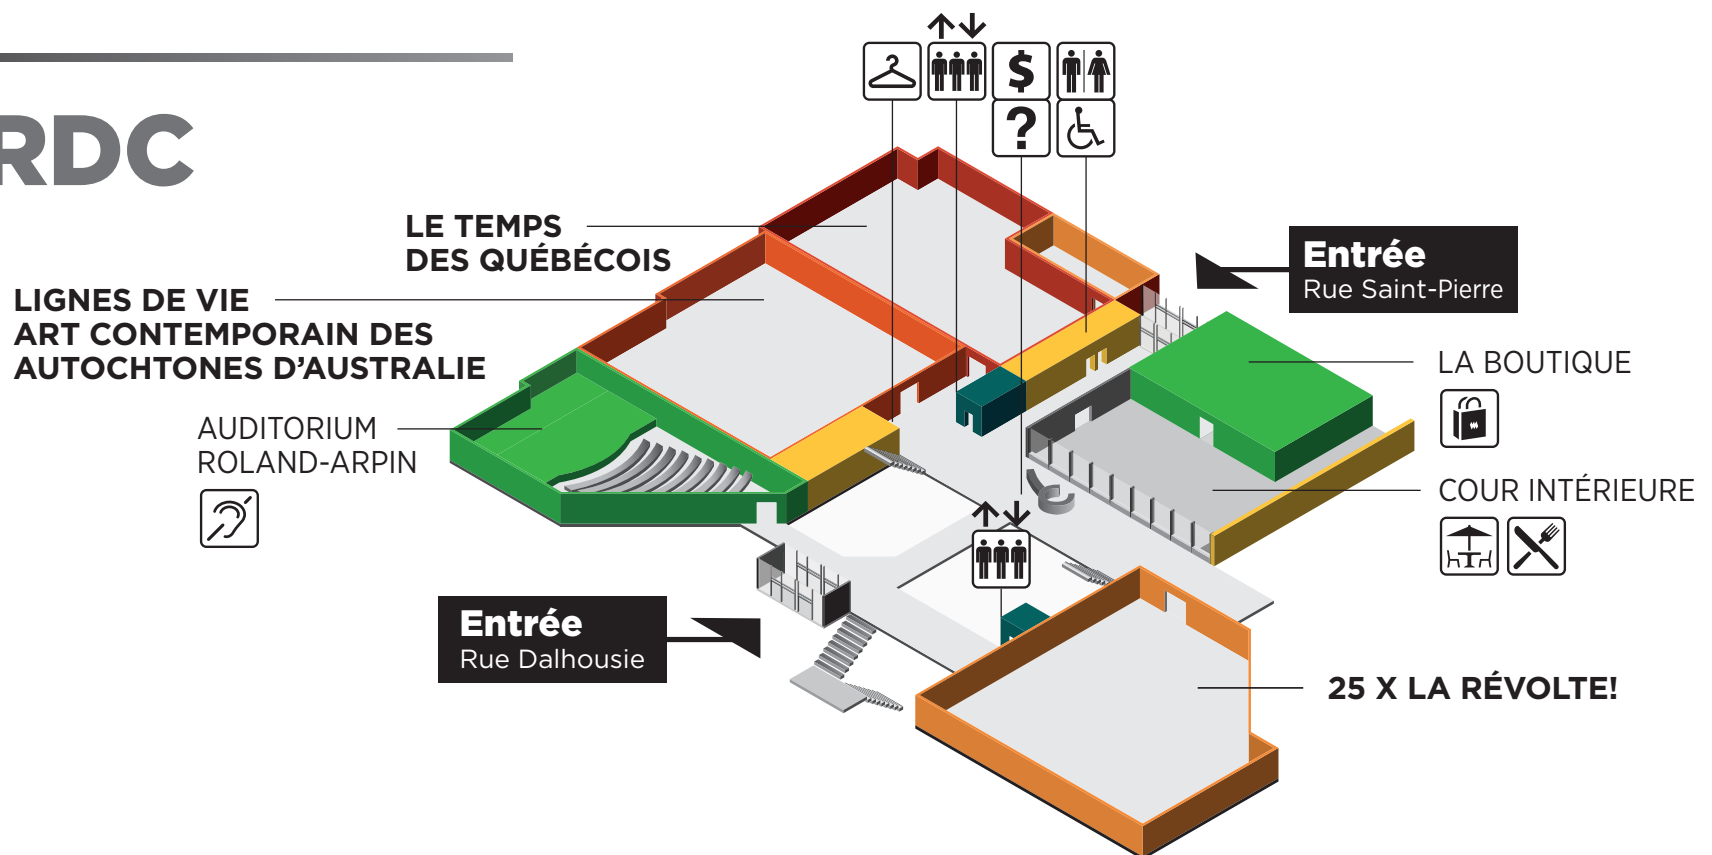 RDC
$
?
LE TEMPS
DES QUÉBÉCOIS
Entrée
Rue Saint-Pierre
LIGNES DE VIE
ART CONTEMPORAIN DES
AUTOCHTONES D'AUSTRALIE
LA BOUTIQUE
AUDITORIUM
ROLAND-ARPIN
COUR INTÉRIEURE
Entrée
Rue Dalhousie
25 X LA RÉVOLTE!